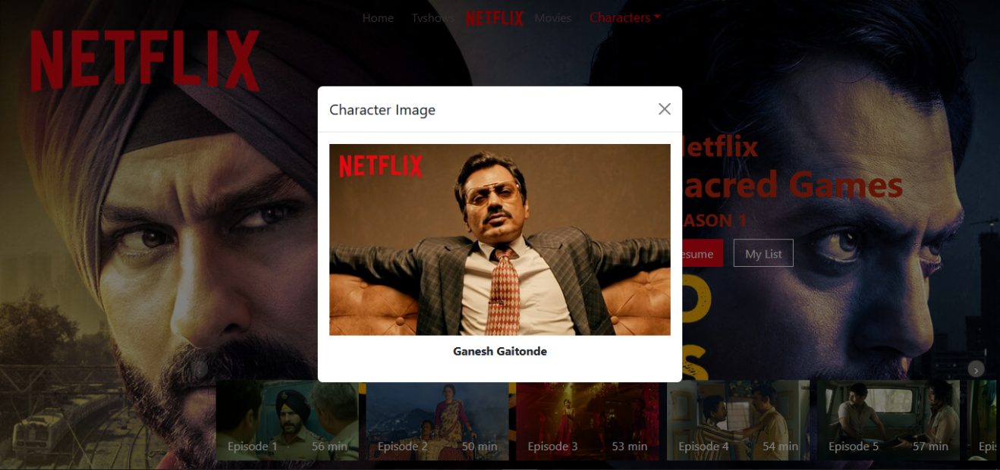 Home Tvshows NETFLIX Movies Characters
NETFLIX
Character Image
NETFLIX
Ganesh Gaitonde
etflix
acred Games
ASON 1
esume My List
D
S
Episode 1 · 56 min
Episode 2 50 min
Episode 3 53 min
Episode 4 54 min
Episode 5 57 min
Epis